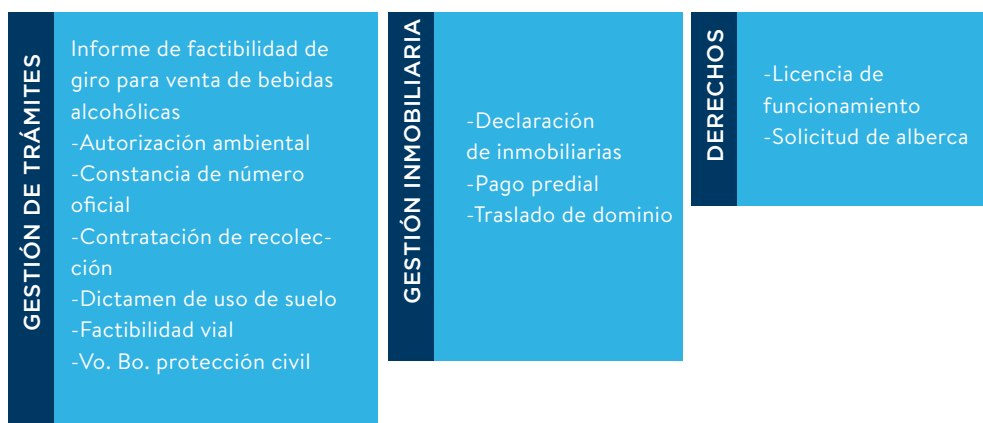 GESTIÓN DE TRÁMITES
Informe de factibilidad de
giro para venta de bebidas
alcohólicas
-Autorización ambiental
-Constancia de número
oficial
-Contratación de recolec-
ción
-Dictamen de uso de suelo
-Factibilidad vial
-Vo. Bo. protección civil
GESTIÓN INMOBILIARIA
-Declaración
de inmobiliarias
-Pago predial
-Traslado de dominio
DERECHOS
-Licencia de
funcionamiento
-Solicitud de alberca